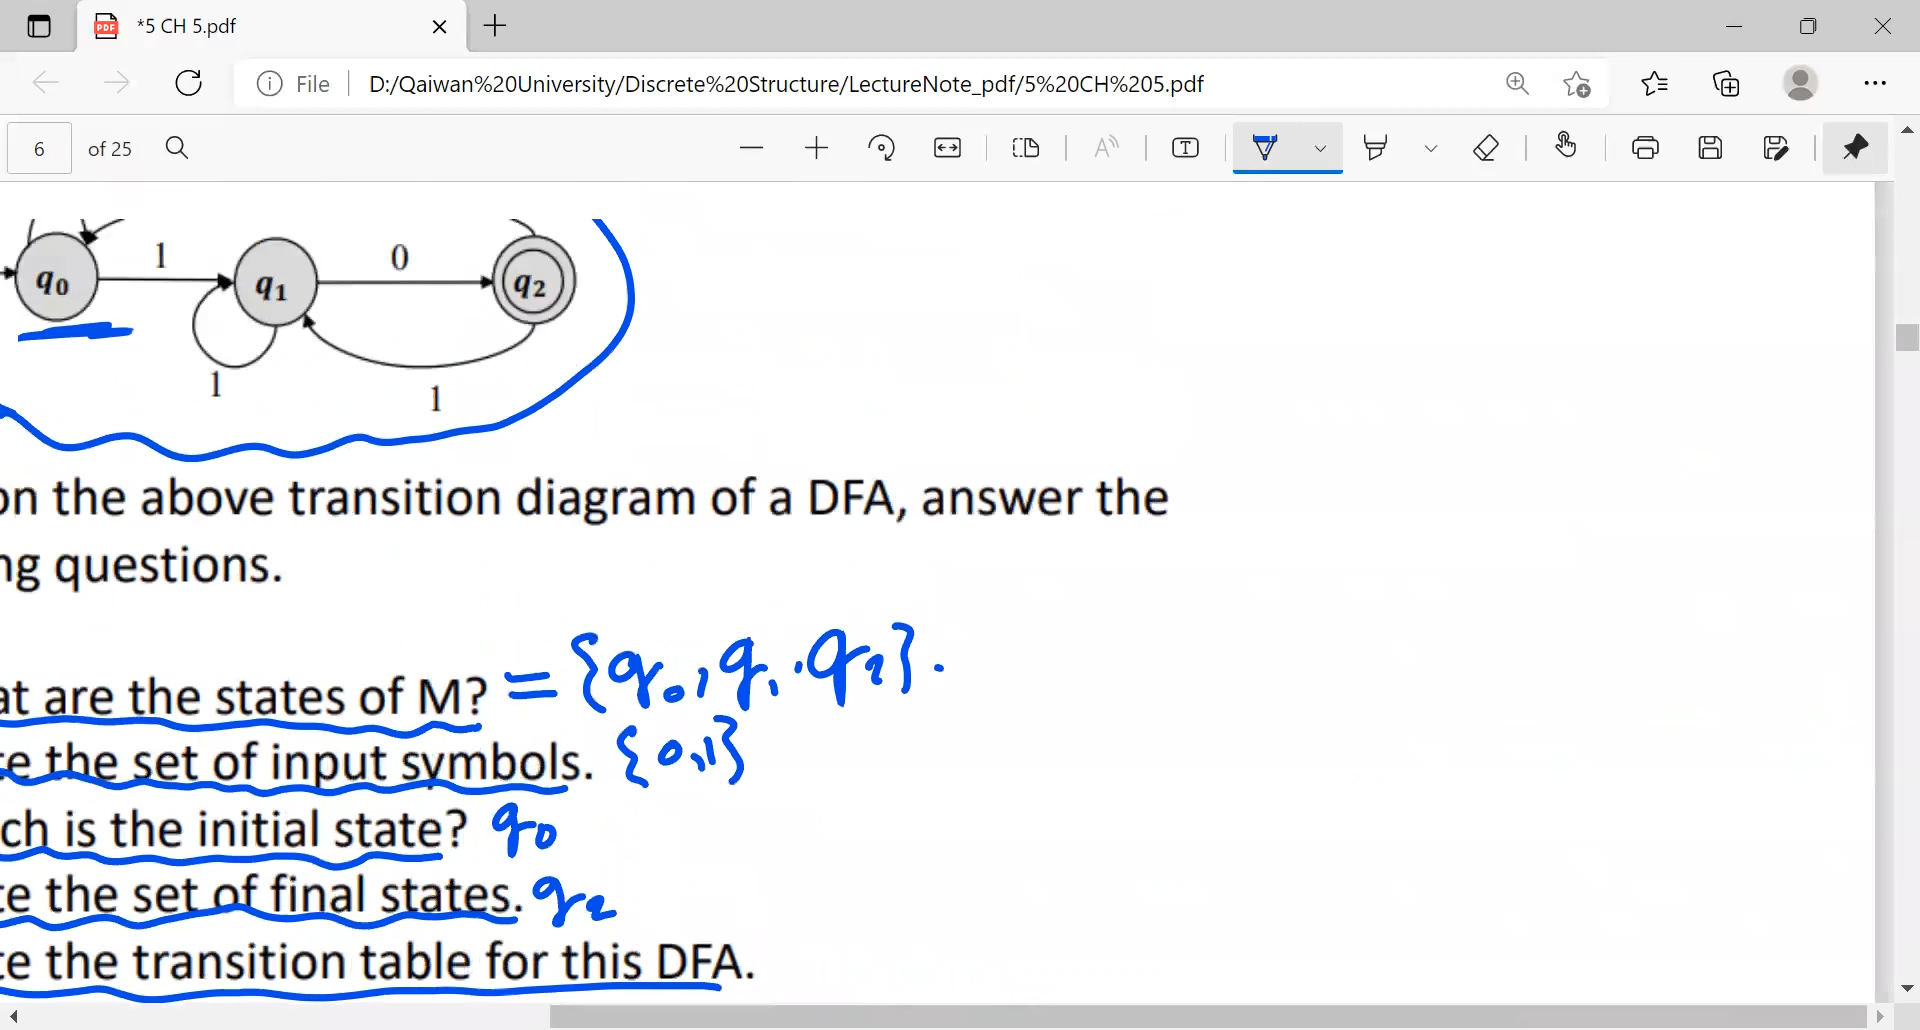 *5 CH 5.pdf
File D:/Qaiwan%20University/Discrete%20Structure/LectureNote_pdf/5%20CH%205.pdf
6 of 25
1 0
q0 q1 q2
1 1
on the above transition diagram of a DFA, answer the
ng questions.
at are the states of M? = {q0, q1, q2}.
te the set of input symbols. {0,1}
ch is the initial state? q0
te the set of final states. q2
te the transition table for this DFA.